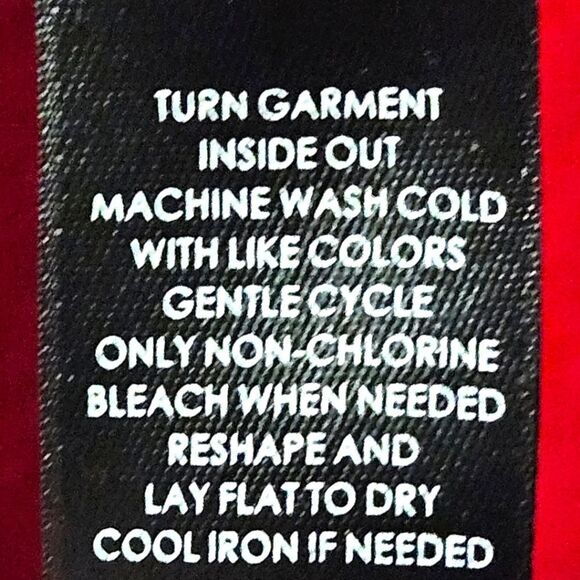 TURN GARMENT
INSIDE OUT
MACHINE WASH COLD
WITH LIKE COLORS
GENTLE CYCLE
ONLY NON-CHLORINE
BLEACH WHEN NEEDED
RESHAPE AND
LAY FLAT TO DRY
COOL IRON IF NEEDED